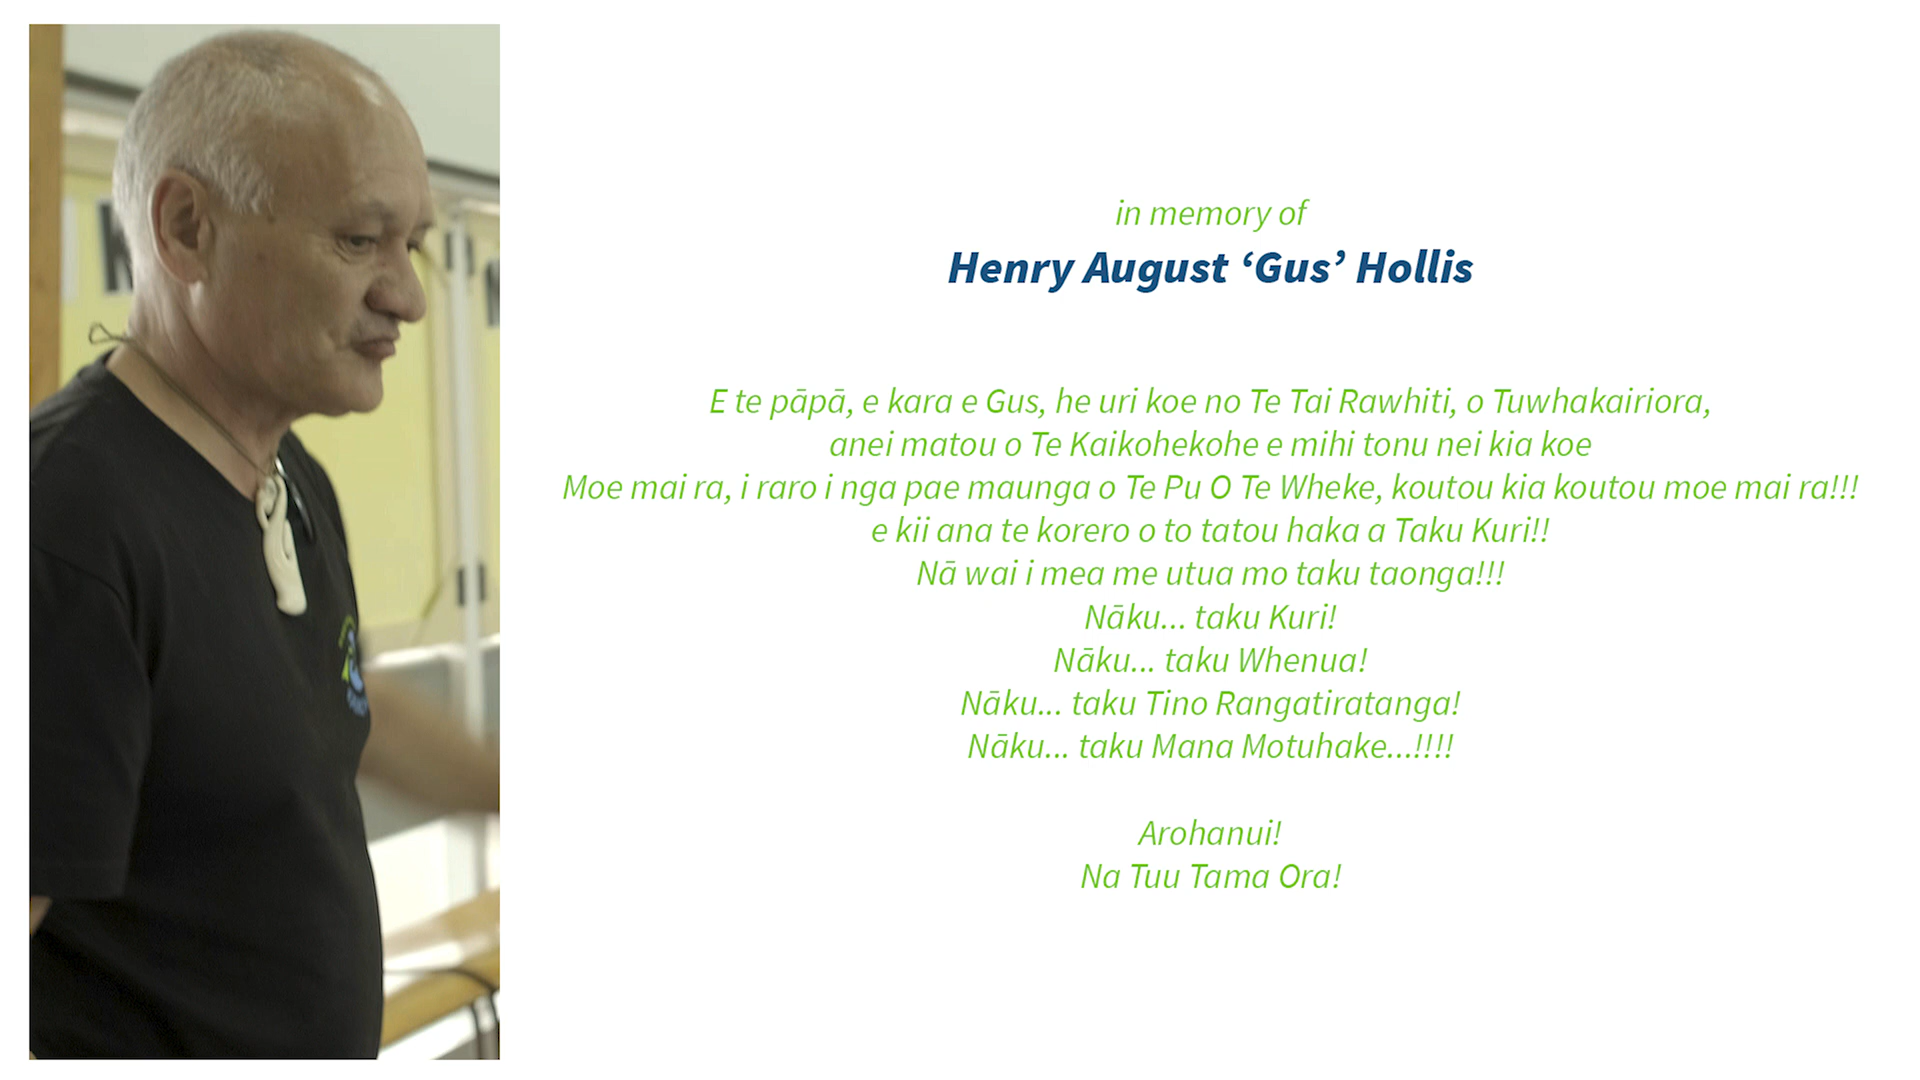 in memory of
Henry August ‘Gus’ Hollis
E te pāpā, e kara e Gus, he uri koe no Te Tai Rawhiti, o Tuwhakairiora,
anei matou o Te Kaikohekohe e mihi tonu nei kia koe
Moe mai ra, i raro i nga pae maunga o Te Pu O Te Wheke, koutou kia koutou moe mai ra!!!
e kii ana te korero o to tatou haka a Taku Kuri!!
Nā wai i mea me utua mo taku taonga!!!
Nāku... taku Kuri!
Nāku... taku Whenua!
Nāku... taku Tino Rangatiratanga!
Nāku... taku Mana Motuhake...!!!!
Arohanui!
Na Tuu Tama Ora!